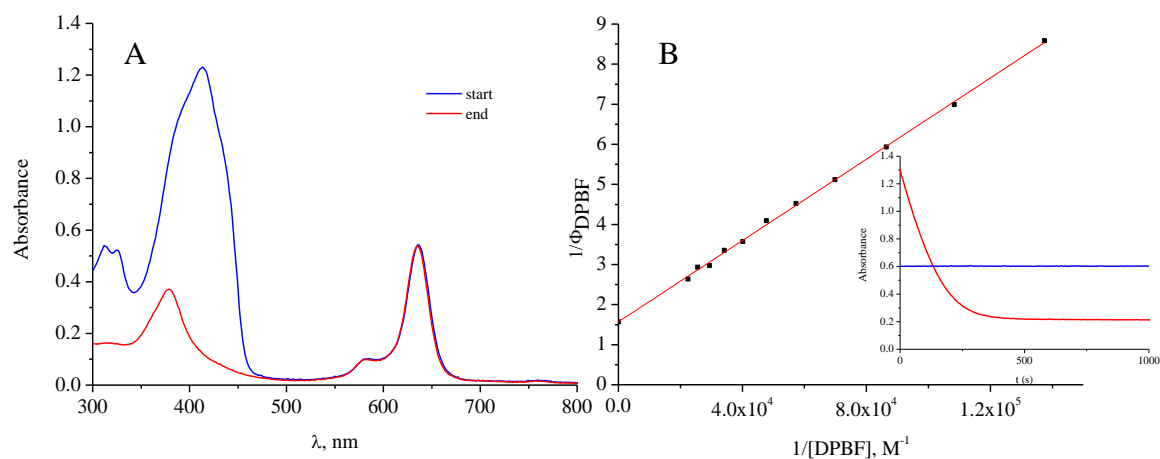 A
Absorbance
1.4
1.2
1.0
0.8
0.6
0.4
0.2
0.0
start
end
300
400
500
600
700
800
λ, nm
B
1/ΦDPBF
9
8
7
6
5
4
3
2
1
0
0.0
4.0x10⁴
8.0x10⁴
1.2x10⁵
1/[DPBF], M⁻¹
Absorbance
1.4
1.2
1.0
0.8
0.6
0.4
0.2
0.0
0
500
1000
t (s)